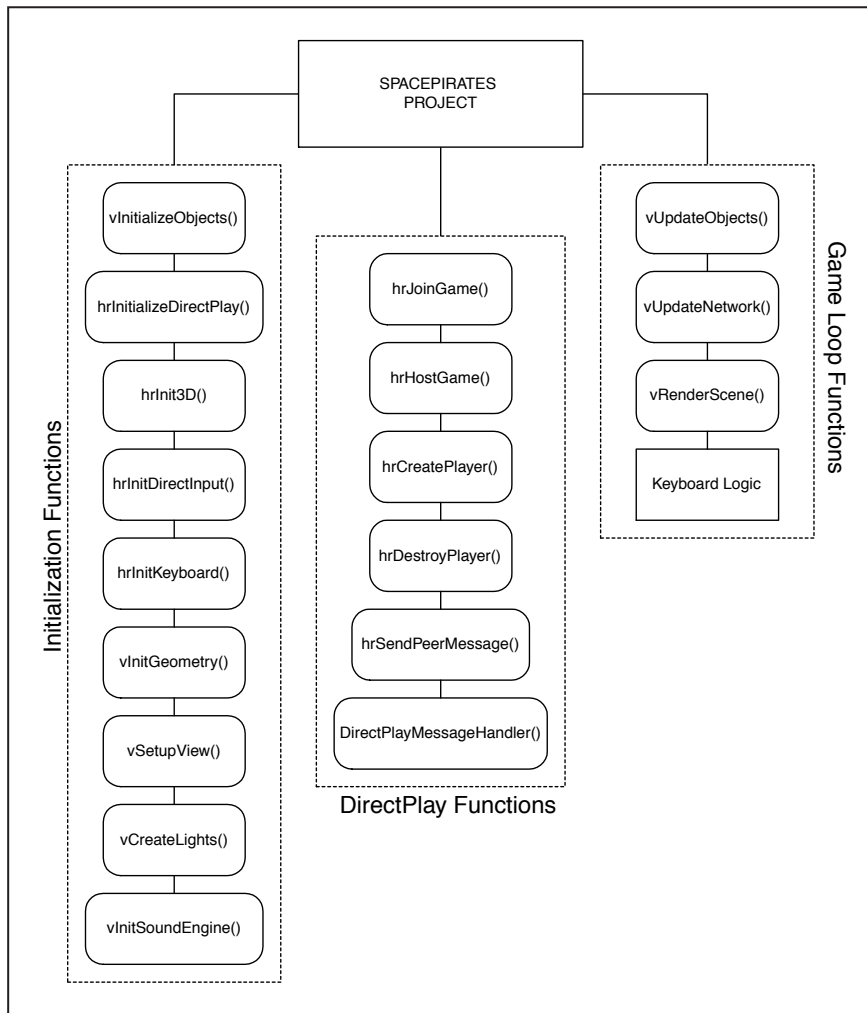 SPACEPIRATES
PROJECT
Initialization Functions
vInitializeObjects()
hrInitializeDirectPlay()
hrInit3D()
hrInitDirectInput()
hrInitKeyboard()
vInitGeometry()
vSetupView()
vCreateLights()
vInitSoundEngine()
hrJoinGame()
hrHostGame()
hrCreatePlayer()
hrDestroyPlayer()
hrSendPeerMessage()
DirectPlayMessageHandler()
DirectPlay Functions
vUpdateObjects()
vUpdateNetwork()
vRenderScene()
Keyboard Logic
Game Loop Functions